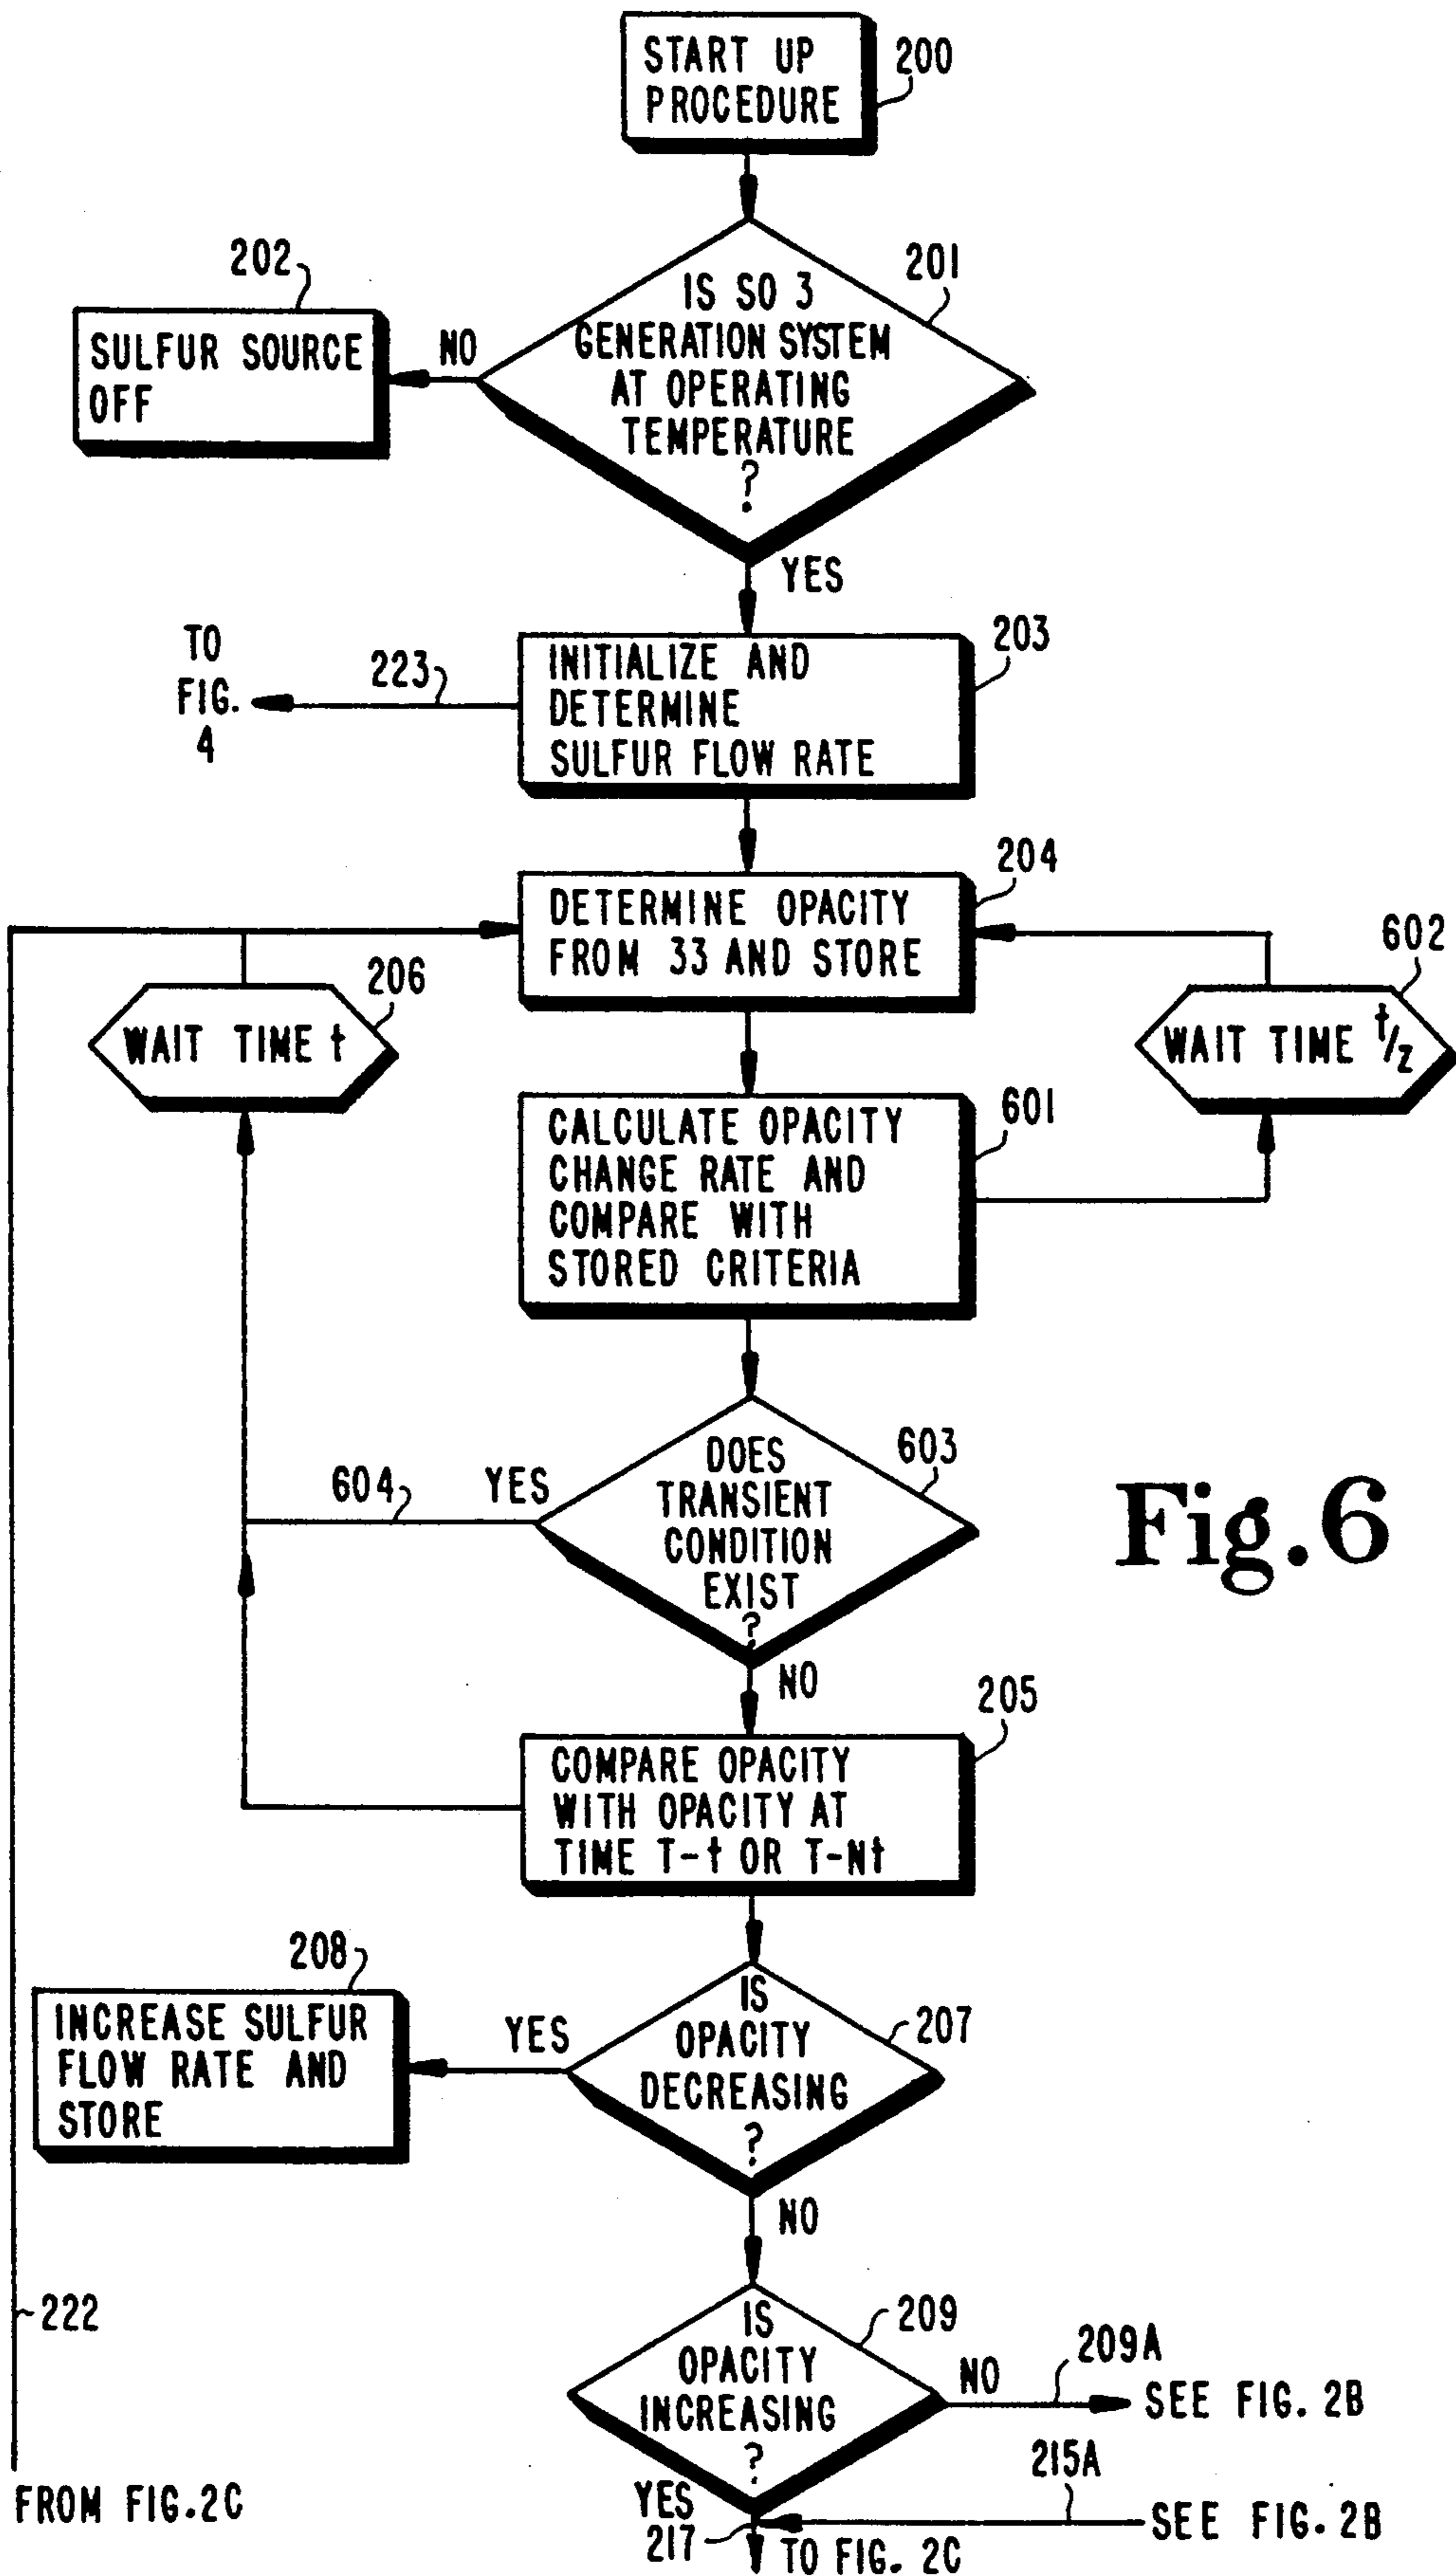 START UP
PROCEDURE
200
202
201
IS SO 3
GENERATION SYSTEM
AT OPERATING
TEMPERATURE
?
NO
SULFUR SOURCE
OFF
YES
TO
FIG.
4
223
INITIALIZE AND
DETERMINE
SULFUR FLOW RATE
203
204
DETERMINE OPACITY
FROM 33 AND STORE
206
WAIT TIME t
602
WAIT TIME t/2
CALCULATE OPACITY
CHANGE RATE AND
COMPARE WITH
STORED CRITERIA
601
604
YES
DOES
TRANSIENT
CONDITION
EXIST
?
603
Fig.6
NO
205
COMPARE OPACITY
WITH OPACITY AT
TIME T-t OR T-Nt
208
INCREASE SULFUR
FLOW RATE AND
STORE
YES
IS
OPACITY
DECREASING
?
207
NO
222
IS
OPACITY
INCREASING
?
209
NO
209A
SEE FIG. 2B
215A
FROM FIG.2C
YES
217
SEE FIG. 2B
TO FIG. 2C